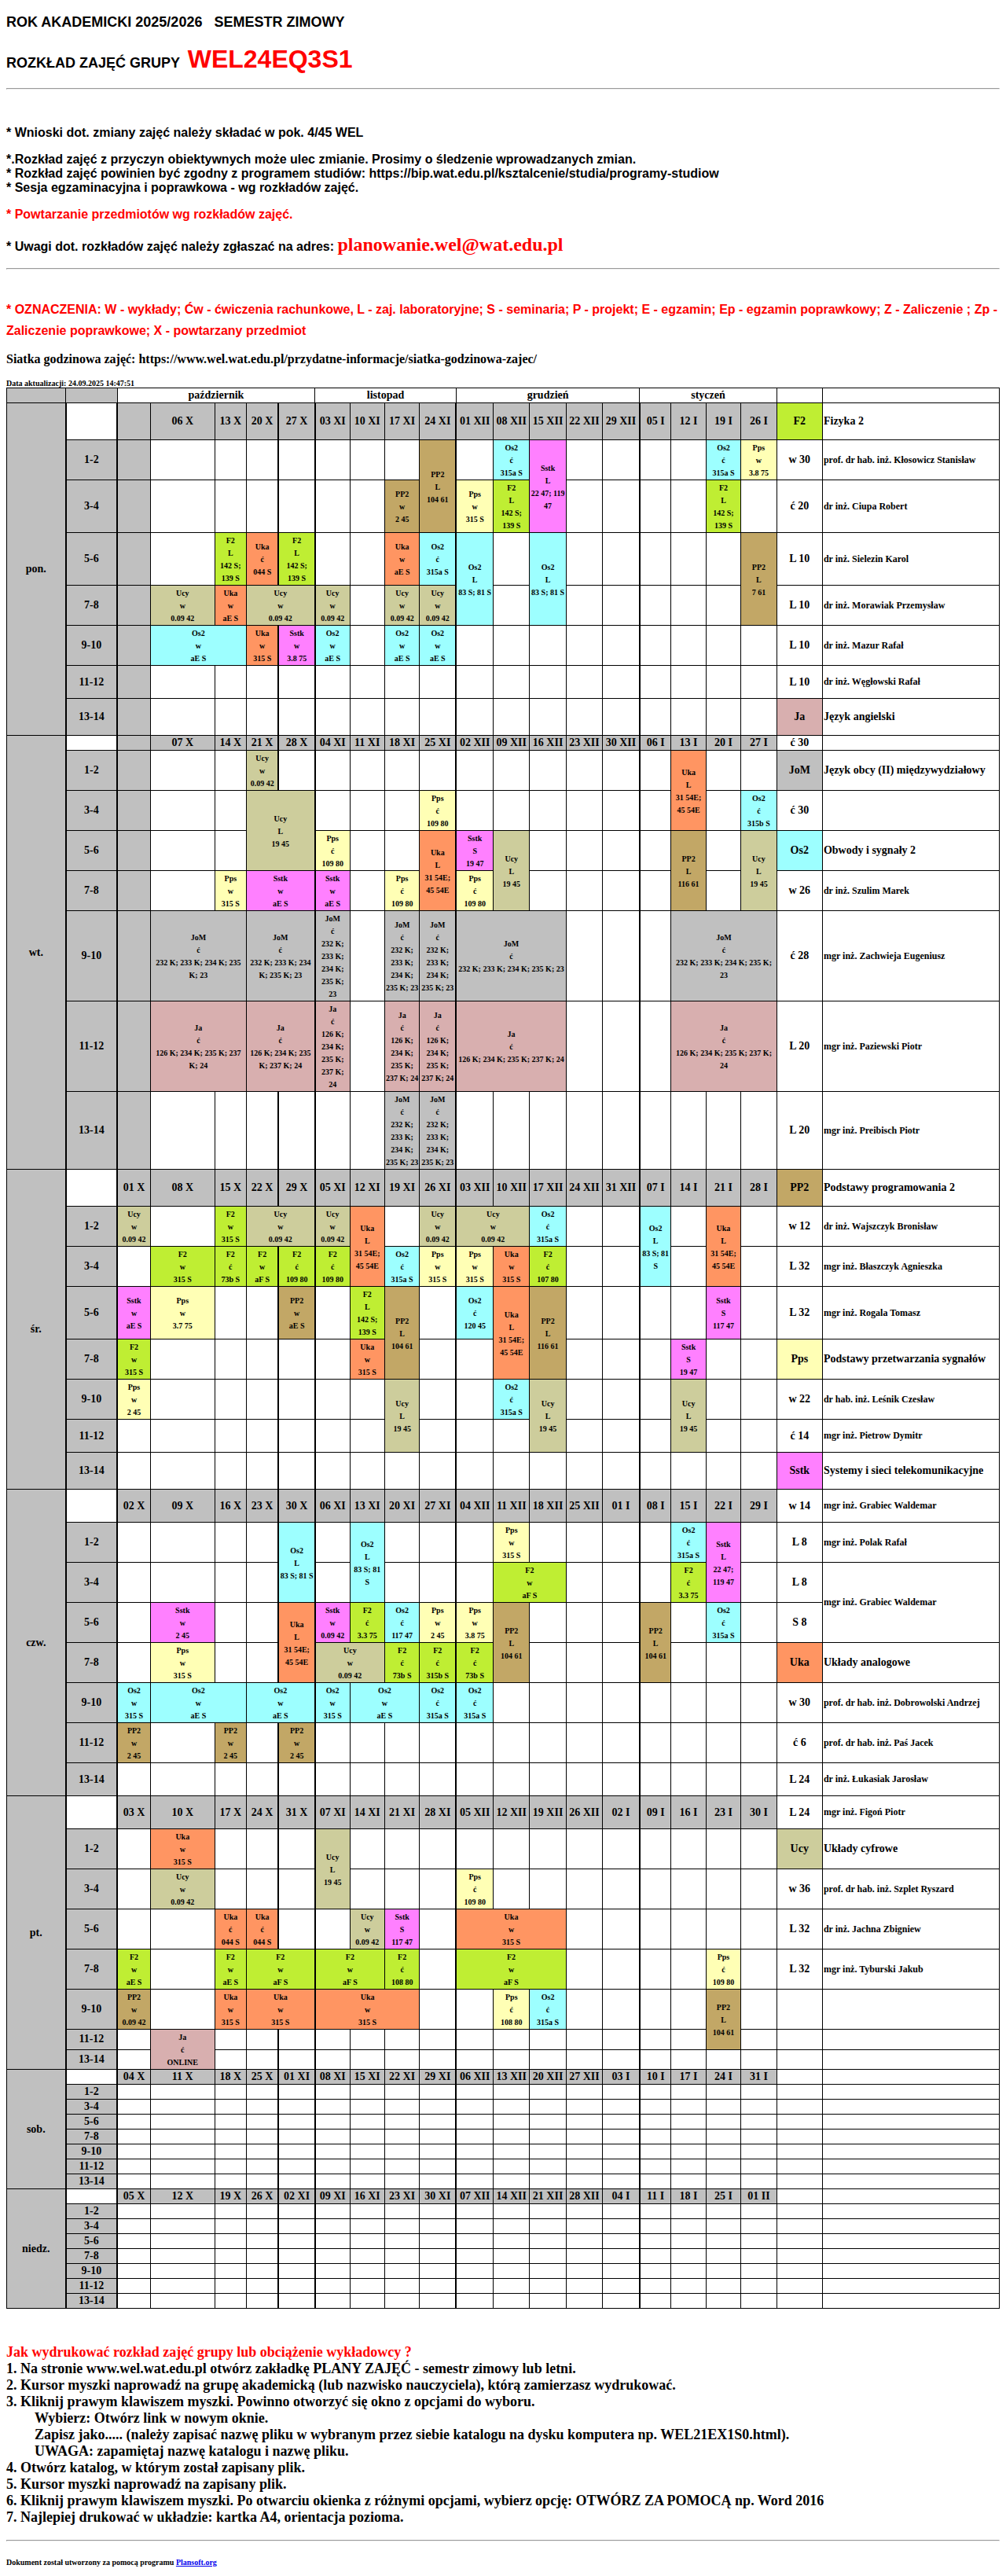 ROK AKADEMICKI 2025/2026 SEMESTR ZIMOWY
ROZKŁAD ZAJĘĆ GRUPY WEL24EQ3S1
* Wnioski dot. zmiany zajęć należy składać w pok. 4/45 WEL
*.Rozkład zajęć z przyczyn obiektywnych może ulec zmianie. Prosimy o śledzenie wprowadzanych zmian.
* Rozkład zajęć powinien być zgodny z programem studiów: https://bip.wat.edu.pl/ksztalcenie/studia/programy-studiow
* Sesja egzaminacyjna i poprawkowa - wg rozkładów zajęć.
* Powtarzanie przedmiotów wg rozkładów zajęć.
* Uwagi dot. rozkładów zajęć należy zgłaszać na adres: planowanie.wel@wat.edu.pl
* OZNACZENIA: W - wykłady; Ćw - ćwiczenia rachunkowe, L - zaj. laboratoryjne; S - seminaria; P - projekt; E - egzamin; Ep - egzamin poprawkowy; Z - Zaliczenie ; Zp -
Zaliczenie poprawkowe; X - powtarzany przedmiot
Siatka godzinowa zajęć: https://www.wel.wat.edu.pl/przydatne-informacje/siatka-godzinowa-zajec/
Data aktualizacji: 24.09.2025 14:47:51
październik listopad grudzień styczeń
pon. 06 X 13 X 20 X 27 X 03 XI 10 XI 17 XI 24 XI 01 XII 08 XII 15 XII 22 XII 29 XII 05 I 12 I 19 I 26 I F2 Fizyka 2
1-2 PP2 L 104 61 Os2 ć 315a S Sstk L 22 47; 119 47 Os2 ć 315a S Pps w 3.8 75 w 30 prof. dr hab. inż. Kłosowicz Stanisław
3-4 PP2 w 2 45 Pps w 315 S F2 L 142 S; 139 S F2 L 142 S; 139 S ć 20 dr inż. Ciupa Robert
5-6 F2 L 142 S; 139 S Uka ć 044 S F2 L 142 S; 139 S Uka w aE S Os2 ć 315a S Os2 L 83 S; 81 S Os2 L 83 S; 81 S PP2 L 7 61 L 10 dr inż. Sielezin Karol
7-8 Ucy w 0.09 42 Uka w aE S Ucy w 0.09 42 Ucy w 0.09 42 Ucy w 0.09 42 Ucy w 0.09 42 L 10 dr inż. Morawiak Przemysław
9-10 Os2 w aE S Uka w 315 S Sstk w 3.8 75 Os2 w aE S Os2 w aE S Os2 w aE S L 10 dr inż. Mazur Rafał
11-12 L 10 dr inż. Węgłowski Rafał
13-14 Ja Język angielski
wt. 07 X 14 X 21 X 28 X 04 XI 11 XI 18 XI 25 XI 02 XII 09 XII 16 XII 23 XII 30 XII 06 I 13 I 20 I 27 I ć 30
1-2 Ucy w 0.09 42 Uka L 31 54E; 45 54E JoM Język obcy (II) międzywydziałowy
3-4 Ucy L 19 45 Pps ć 109 80 Os2 ć 315b S ć 30
5-6 Pps ć 109 80 Uka L 31 54E; 45 54E Sstk S 19 47 Ucy L 19 45 PP2 L 116 61 Ucy L 19 45 Os2 Obwody i sygnały 2
7-8 Pps w 315 S Sstk w aE S Sstk w aE S Pps ć 109 80 Pps ć 109 80 w 26 dr inż. Szulim Marek
9-10 JoM ć 232 K; 233 K; 234 K; 235 K; 23 JoM ć 232 K; 233 K; 234 K; 235 K; 23 JoM ć 232 K; 233 K; 234 K; 235 K; 23 JoM ć 232 K; 233 K; 234 K; 235 K; 23 JoM ć 232 K; 233 K; 234 K; 235 K; 23 JoM ć 232 K; 233 K; 234 K; 235 K; 23 JoM ć 232 K; 233 K; 234 K; 235 K; 23 ć 28 mgr inż. Zachwieja Eugeniusz
11-12 Ja ć 126 K; 234 K; 235 K; 237 K; 24 Ja ć 126 K; 234 K; 235 K; 237 K; 24 Ja ć 126 K; 234 K; 235 K; 237 K; 24 Ja ć 126 K; 234 K; 235 K; 237 K; 24 Ja ć 126 K; 234 K; 235 K; 237 K; 24 Ja ć 126 K; 234 K; 235 K; 237 K; 24 Ja ć 126 K; 234 K; 235 K; 237 K; 24 L 20 mgr inż. Paziewski Piotr
13-14 JoM ć 232 K; 233 K; 234 K; 235 K; 23 JoM ć 232 K; 233 K; 234 K; 235 K; 23 L 20 mgr inż. Preibisch Piotr
śr. 01 X 08 X 15 X 22 X 29 X 05 XI 12 XI 19 XI 26 XI 03 XII 10 XII 17 XII 24 XII 31 XII 07 I 14 I 21 I 28 I PP2 Podstawy programowania 2
1-2 Ucy w 0.09 42 F2 w 315 S Ucy w 0.09 42 Ucy w 0.09 42 Uka L 31 54E; 45 54E Ucy w 0.09 42 Ucy w 0.09 42 Os2 ć 315a S Os2 L 83 S; 81 S Uka L 31 54E; 45 54E w 12 dr inż. Wajszczyk Bronisław
3-4 F2 w 315 S F2 ć 73b S F2 w aF S F2 ć 109 80 F2 ć 109 80 Os2 ć 315a S Pps w 315 S Pps w 315 S Uka w 315 S F2 ć 107 80 L 32 mgr inż. Błaszczyk Agnieszka
5-6 Sstk w aE S Pps w 3.7 75 PP2 w aE S F2 L 142 S; 139 S PP2 L 104 61 Os2 ć 120 45 Uka L 31 54E; 45 54E PP2 L 116 61 Sstk S 117 47 L 32 mgr inż. Rogala Tomasz
7-8 F2 w 315 S Uka w 315 S Sstk S 19 47 Pps Podstawy przetwarzania sygnałów
9-10 Pps w 2 45 Ucy L 19 45 Os2 ć 315a S Ucy L 19 45 Ucy L 19 45 w 22 dr hab. inż. Leśnik Czesław
11-12 ć 14 mgr inż. Pietrow Dymitr
13-14 Sstk Systemy i sieci telekomunikacyjne
czw. 02 X 09 X 16 X 23 X 30 X 06 XI 13 XI 20 XI 27 XI 04 XII 11 XII 18 XII 25 XII 01 I 08 I 15 I 22 I 29 I w 14 mgr inż. Grabiec Waldemar
1-2 Os2 L 83 S; 81 S Os2 L 83 S; 81 S Pps w 315 S Os2 ć 315a S Sstk L 22 47; 119 47 L 8 mgr inż. Polak Rafał
3-4 F2 w aF S F2 ć 3.3 75 L 8 mgr inż. Grabiec Waldemar
5-6 Sstk w 2 45 Uka L 31 54E; 45 54E Sstk w 0.09 42 F2 ć 3.3 75 Os2 ć 117 47 Pps w 2 45 Pps w 3.8 75 PP2 L 104 61 PP2 L 104 61 Os2 ć 315a S S 8
7-8 Pps w 315 S Ucy w 0.09 42 F2 ć 73b S F2 ć 315b S F2 ć 73b S Uka Układy analogowe
9-10 Os2 w 315 S Os2 w aE S Os2 w aE S Os2 w 315 S Os2 w aE S Os2 ć 315a S Os2 ć 315a S w 30 prof. dr hab. inż. Dobrowolski Andrzej
11-12 PP2 w 2 45 PP2 w 2 45 PP2 w 2 45 ć 6 prof. dr hab. inż. Paś Jacek
13-14 L 24 dr inż. Łukasiak Jarosław
pt. 03 X 10 X 17 X 24 X 31 X 07 XI 14 XI 21 XI 28 XI 05 XII 12 XII 19 XII 26 XII 02 I 09 I 16 I 23 I 30 I L 24 mgr inż. Figoń Piotr
1-2 Uka w 315 S Ucy L 19 45 Ucy Układy cyfrowe
3-4 Ucy w 0.09 42 Pps ć 109 80 w 36 prof. dr hab. inż. Szplet Ryszard
5-6 Uka ć 044 S Uka ć 044 S Ucy w 0.09 42 Sstk S 117 47 Uka w 315 S L 32 dr inż. Jachna Zbigniew
7-8 F2 w aE S F2 w aE S F2 w aF S F2 w aF S F2 ć 108 80 F2 w aF S Pps ć 109 80 L 32 mgr inż. Tyburski Jakub
9-10 PP2 w 0.09 42 Uka w 315 S Uka w 315 S Uka w 315 S Pps ć 108 80 Os2 ć 315a S PP2 L 104 61
11-12 Ja ć ONLINE
13-14
sob. 04 X 11 X 18 X 25 X 01 XI 08 XI 15 XI 22 XI 29 XI 06 XII 13 XII 20 XII 27 XII 03 I 10 I 17 I 24 I 31 I
1-2
3-4
5-6
7-8
9-10
11-12
13-14
niedz. 05 X 12 X 19 X 26 X 02 XI 09 XI 16 XI 23 XI 30 XI 07 XII 14 XII 21 XII 28 XII 04 I 11 I 18 I 25 I 01 II
1-2
3-4
5-6
7-8
9-10
11-12
13-14
Jak wydrukować rozkład zajęć grupy lub obciążenie wykładowcy ?
1. Na stronie www.wel.wat.edu.pl otwórz zakładkę PLANY ZAJĘĆ - semestr zimowy lub letni.
2. Kursor myszki naprowadź na grupę akademicką (lub nazwisko nauczyciela), którą zamierzasz wydrukować.
3. Kliknij prawym klawiszem myszki. Powinno otworzyć się okno z opcjami do wyboru.
Wybierz: Otwórz link w nowym oknie.
Zapisz jako..... (należy zapisać nazwę pliku w wybranym przez siebie katalogu na dysku komputera np. WEL21EX1S0.html).
UWAGA: zapamiętaj nazwę katalogu i nazwę pliku.
4. Otwórz katalog, w którym został zapisany plik.
5. Kursor myszki naprowadź na zapisany plik.
6. Kliknij prawym klawiszem myszki. Po otwarciu okienka z różnymi opcjami, wybierz opcję: OTWÓRZ ZA POMOCĄ np. Word 2016
7. Najlepiej drukować w układzie: kartka A4, orientacja pozioma.
Dokument został utworzony za pomocą programu Plansoft.org